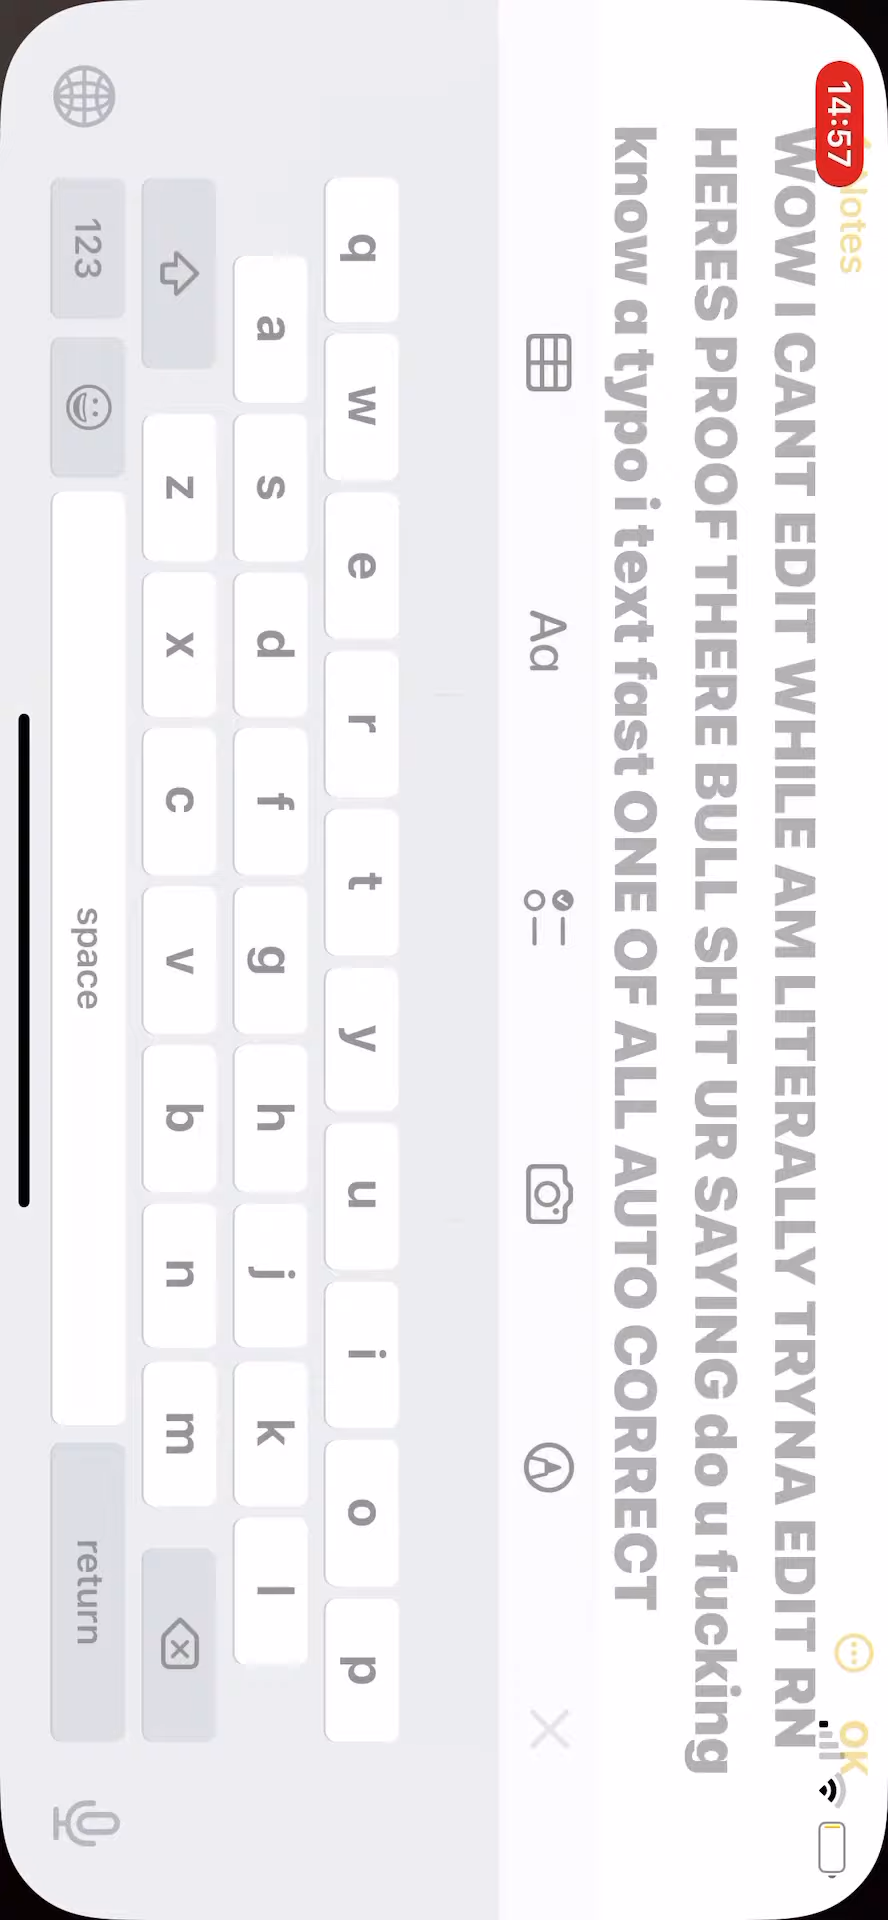 14:57
Notes
OK
WOW I CANT EDIT WHILE AM LITERALLY TRYNA EDIT RN
HERES PROOF THERE BULL SHIT UR SAYING do u fucking
know a typo i text fast ONE OF ALL AUTO CORRECT
Aa
q w e r t y u i o p
a s d f g h j k l
z x c v b n m
123 space return